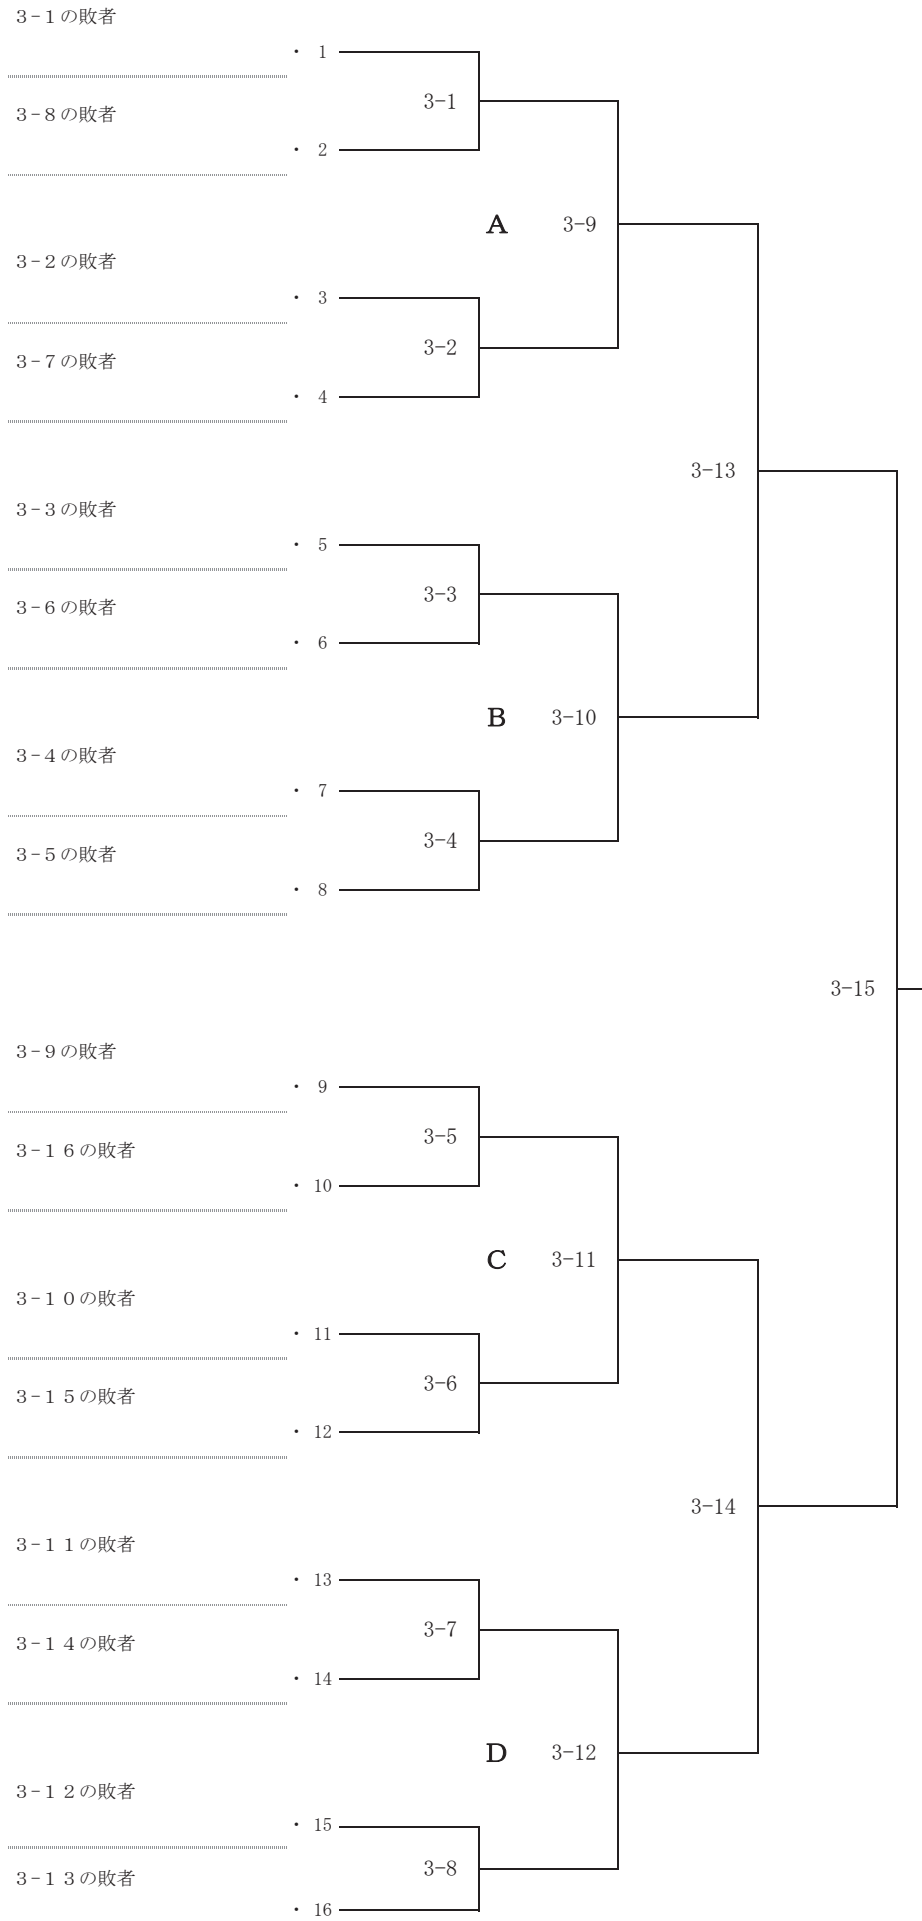 ３-１の敗者
・ 1
3-1
３-８の敗者
・ 2
A 3-9
３-２の敗者
・ 3
3-2
３-７の敗者
・ 4
3-13
３-３の敗者
・ 5
3-3
３-６の敗者
・ 6
B 3-10
３-４の敗者
・ 7
3-4
３-５の敗者
・ 8
3-15
３-９の敗者
・ 9
3-5
３-１６の敗者
・ 10
C 3-11
３-１０の敗者
・ 11
3-6
３-１５の敗者
・ 12
3-14
３-１１の敗者
・ 13
3-7
３-１４の敗者
・ 14
D 3-12
３-１２の敗者
・ 15
3-8
３-１３の敗者
・ 16